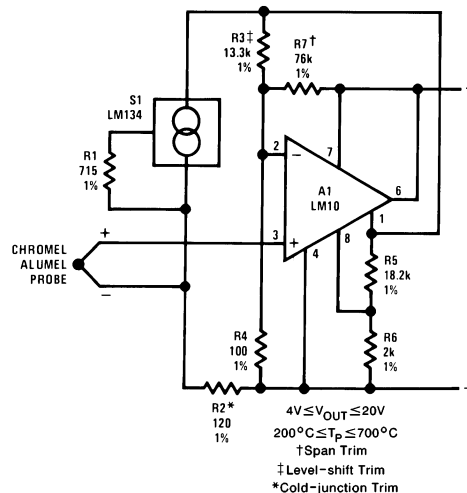 R3‡
13.3k
1%
R7†
76k
1%
S1
LM134
R1
715
1%
2
−
7
A1
LM10
6
1
3
+
4
8
+
CHROMEL
ALUMEL
PROBE
−
R5
18.2k
1%
R4
100
1%
R6
2k
1%
R2*
120
1%
4V≤VOUT≤20V
200°C≤TP≤700°C
†Span Trim
‡Level-shift Trim
*Cold-junction Trim